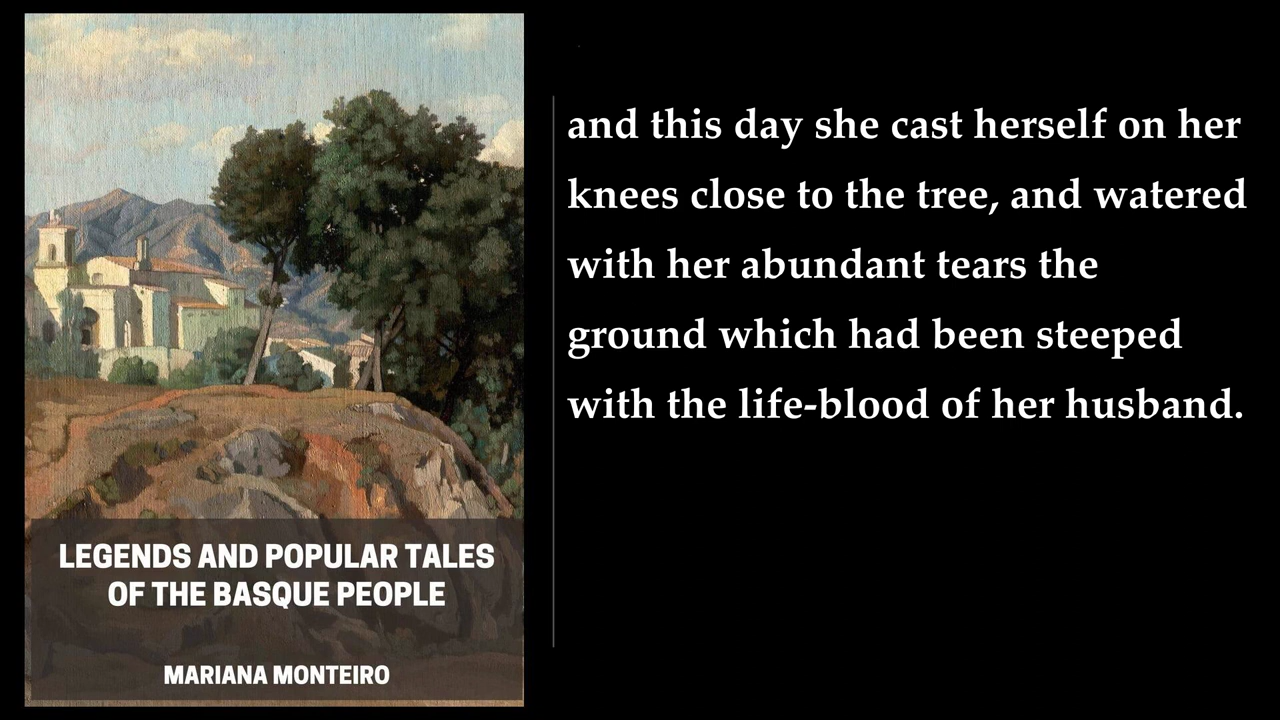 and this day she cast herself on her
knees close to the tree, and watered
with her abundant tears the
ground which had been steeped
with the life-blood of her husband.
LEGENDS AND POPULAR TALES
OF THE BASQUE PEOPLE
MARIANA MONTEIRO